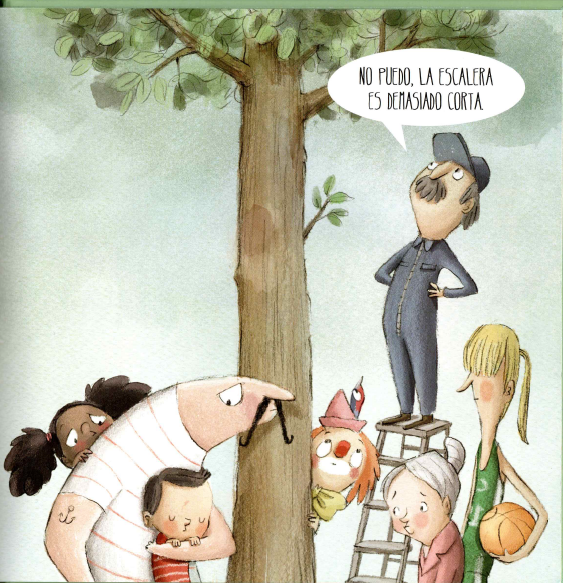 NO PUEDO, LA ESCALERA
ES DEMASIADO CORTA.